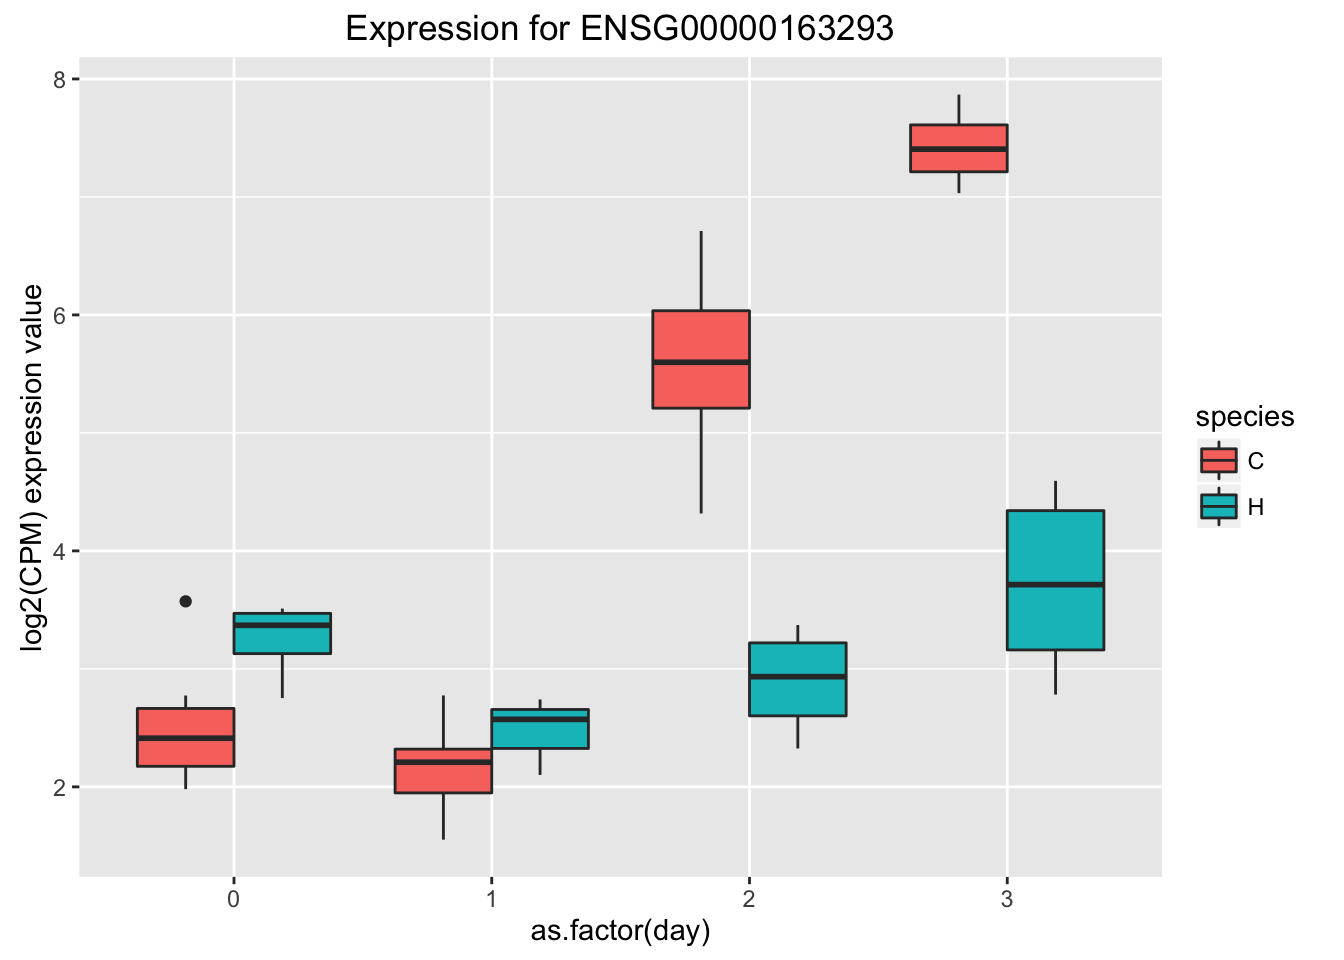 Expression for ENSG00000163293
log2(CPM) expression value
8
6
4
2
0 1 2 3
as.factor(day)
species
C
H